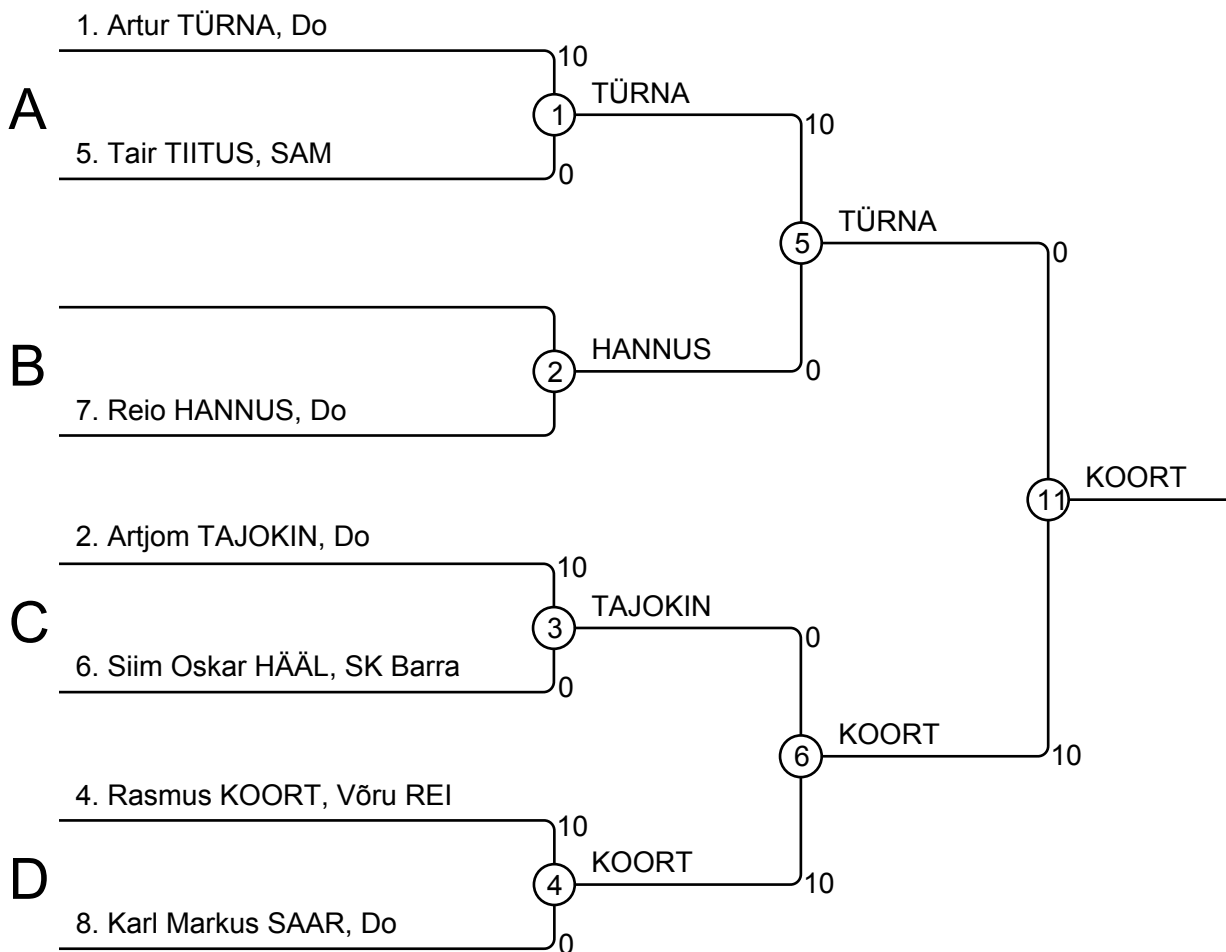 1. Artur TÜRNA, Do
10
A
1
TÜRNA
10
5. Tair TIITUS, SAM
0
5
TÜRNA
0
B
2
HANNUS
0
7. Reio HANNUS, Do
11
KOORT
2. Artjom TAJOKIN, Do
10
C
3
TAJOKIN
0
6. Siim Oskar HÄÄL, SK Barra
0
6
KOORT
10
4. Rasmus KOORT, Võru REI
10
D
4
KOORT
10
8. Karl Markus SAAR, Do
0